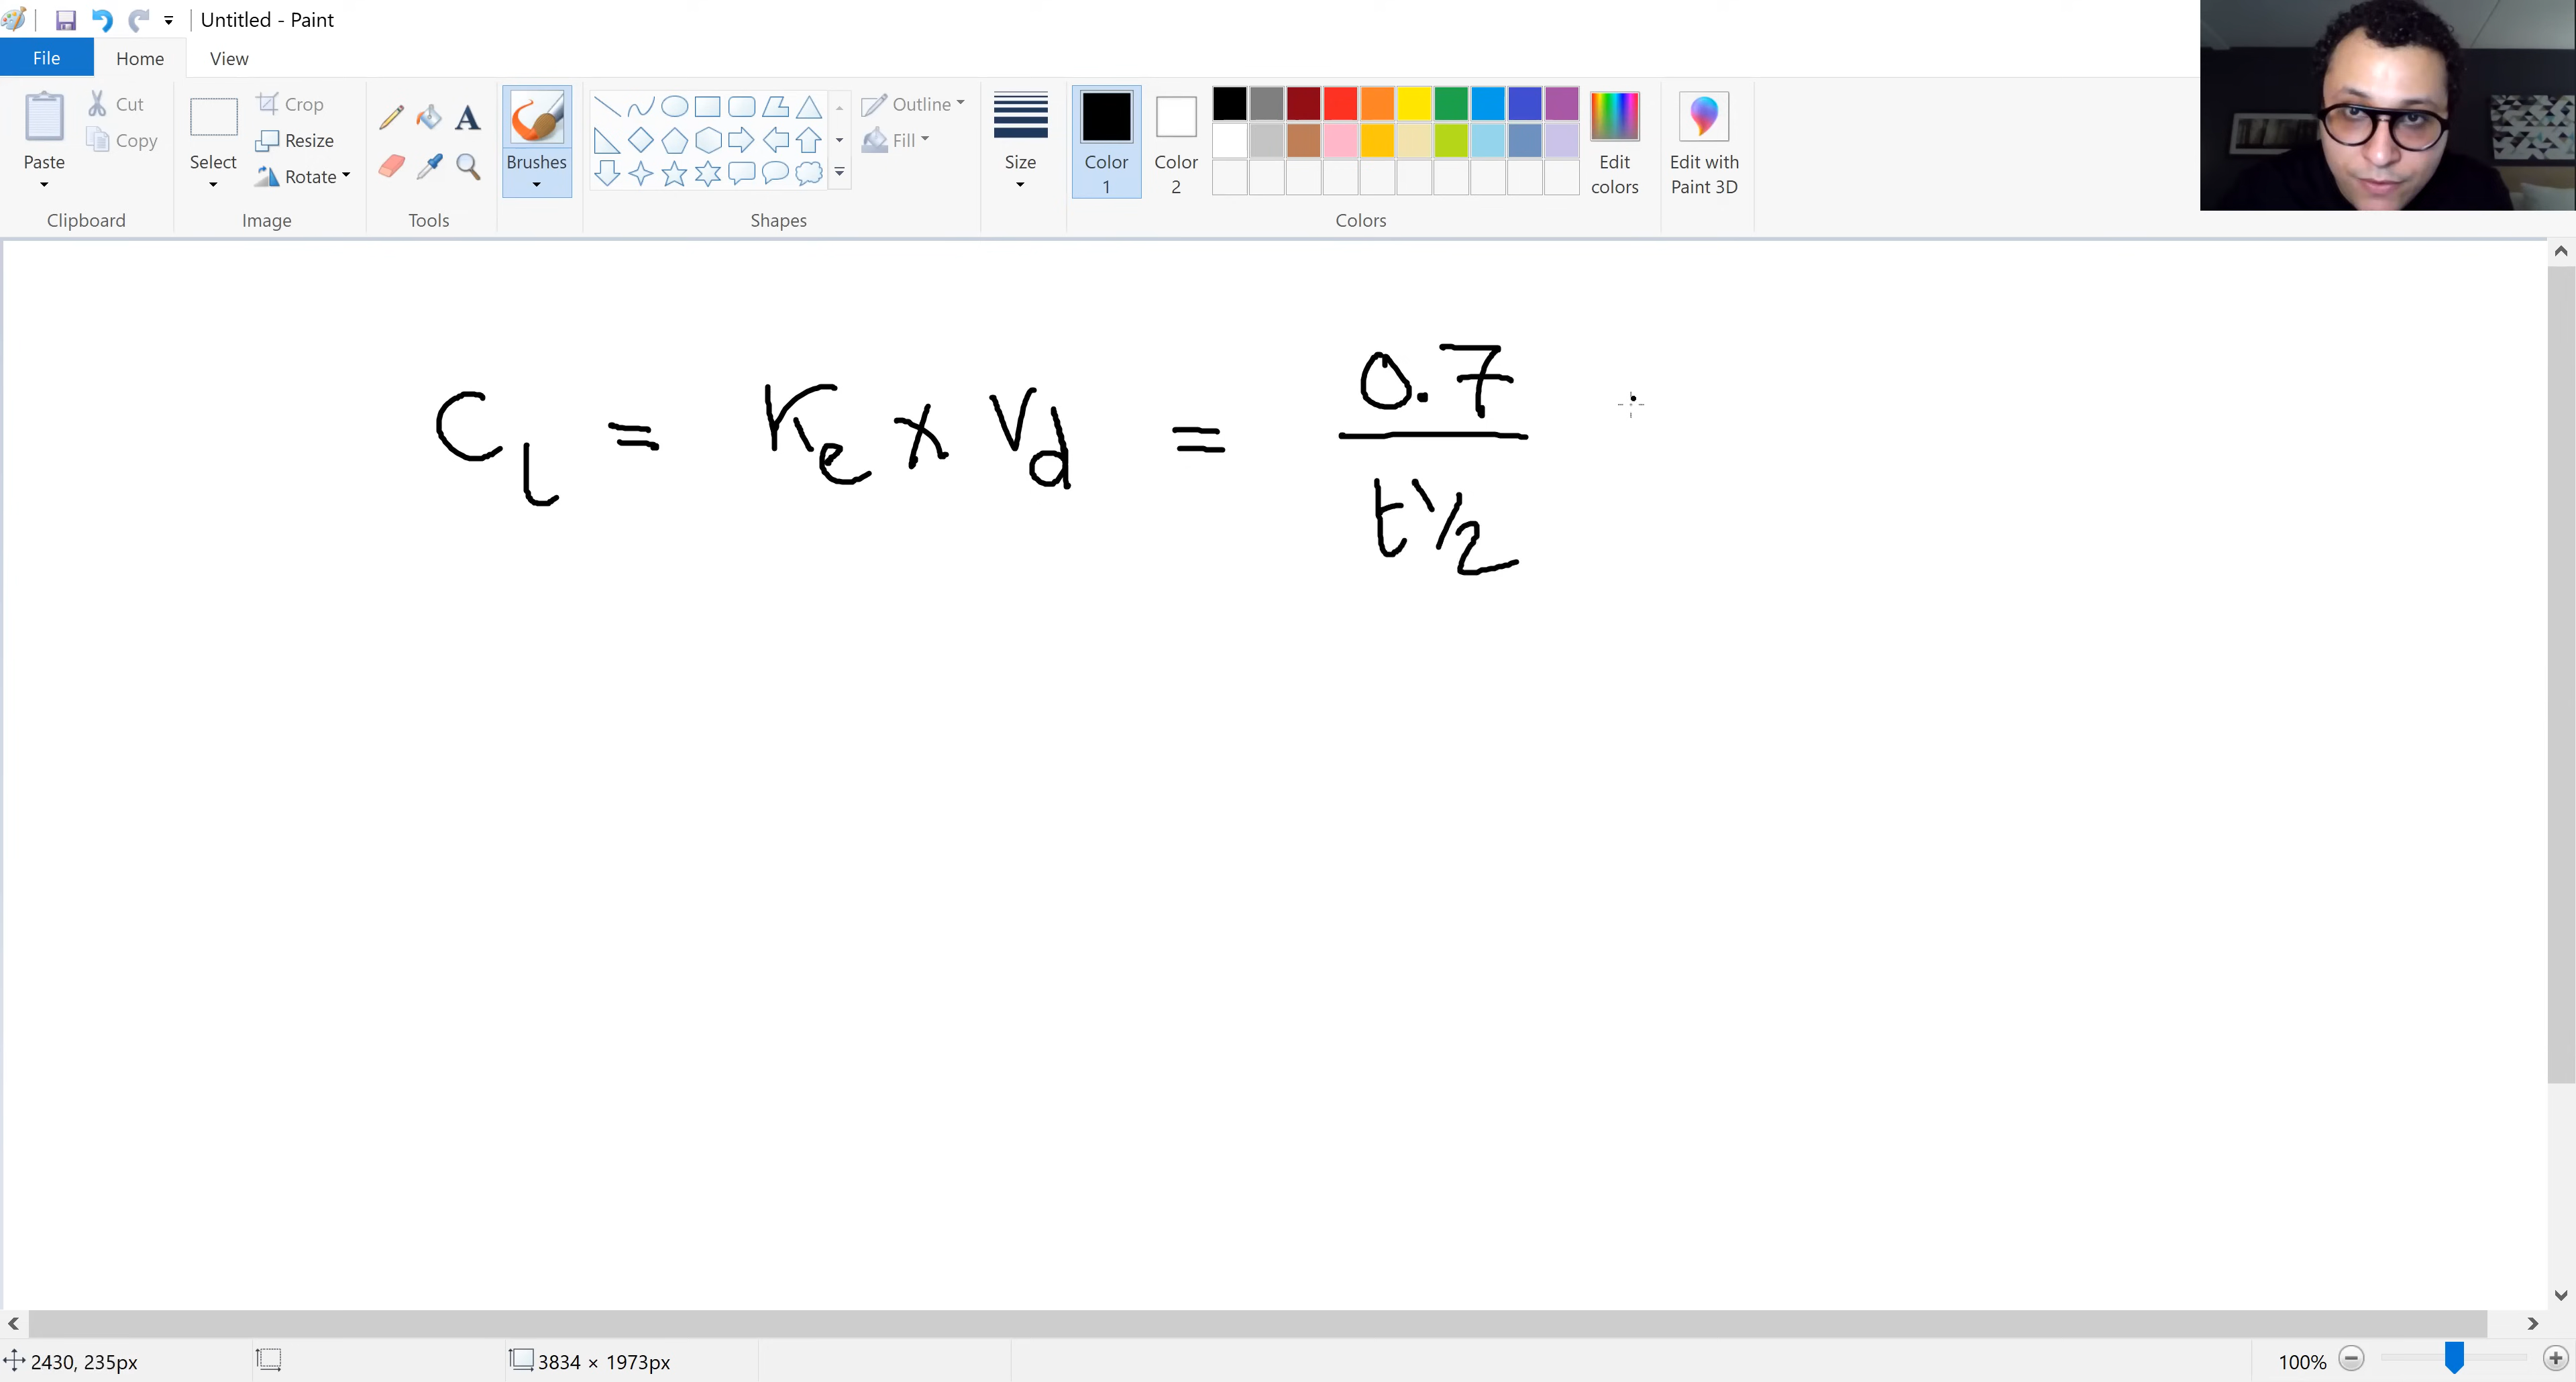 Untitled - Paint
File Home View
Paste
Cut
Copy
Clipboard
Select
Crop
Resize
Rotate
Image
A
Tools
Brushes
Shapes
Outline
Fill
Size
Color 1
Color 2
Edit colors
Colors
Edit with Paint 3D
Cl = Ke x Vd = 0.7
t 1/2
2430, 235px
3834 × 1973px
100%